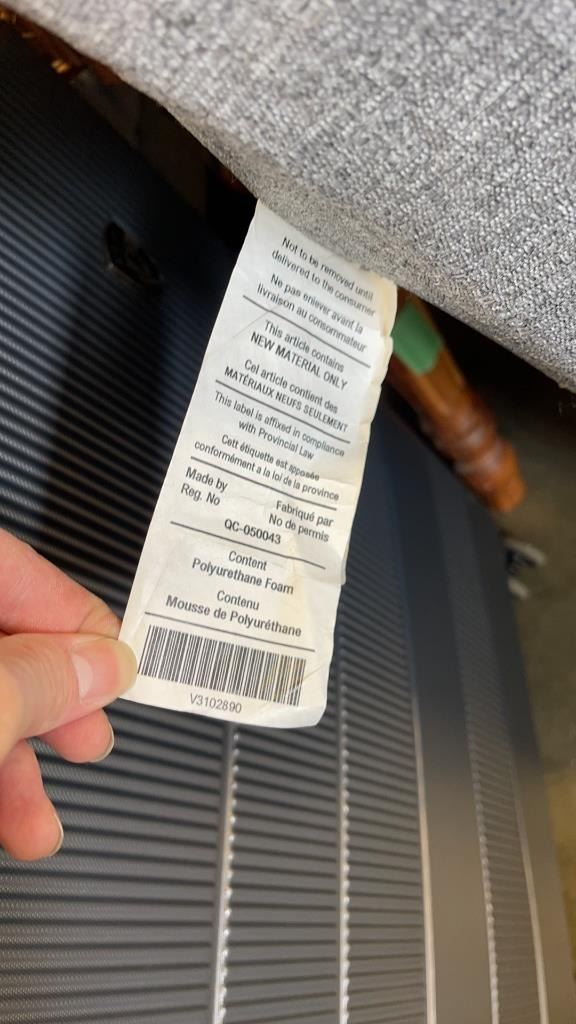 Not to be removed until
delivered to the consumer
Ne pas enlever avant la
livraison au consommateur
This article contains
NEW MATERIAL ONLY
Cet article contient des
MATÉRIAUX NEUFS SEULEMENT
This label is affixed in compliance
with Provincial Law
Cett étiquette est apposée
conformément a la loi de la province
Made by Fabriqué par
Reg. No No de permis
QC-050043
Content
Polyurethane Foam
Contenu
Mousse de Polyuréthane
V3102890